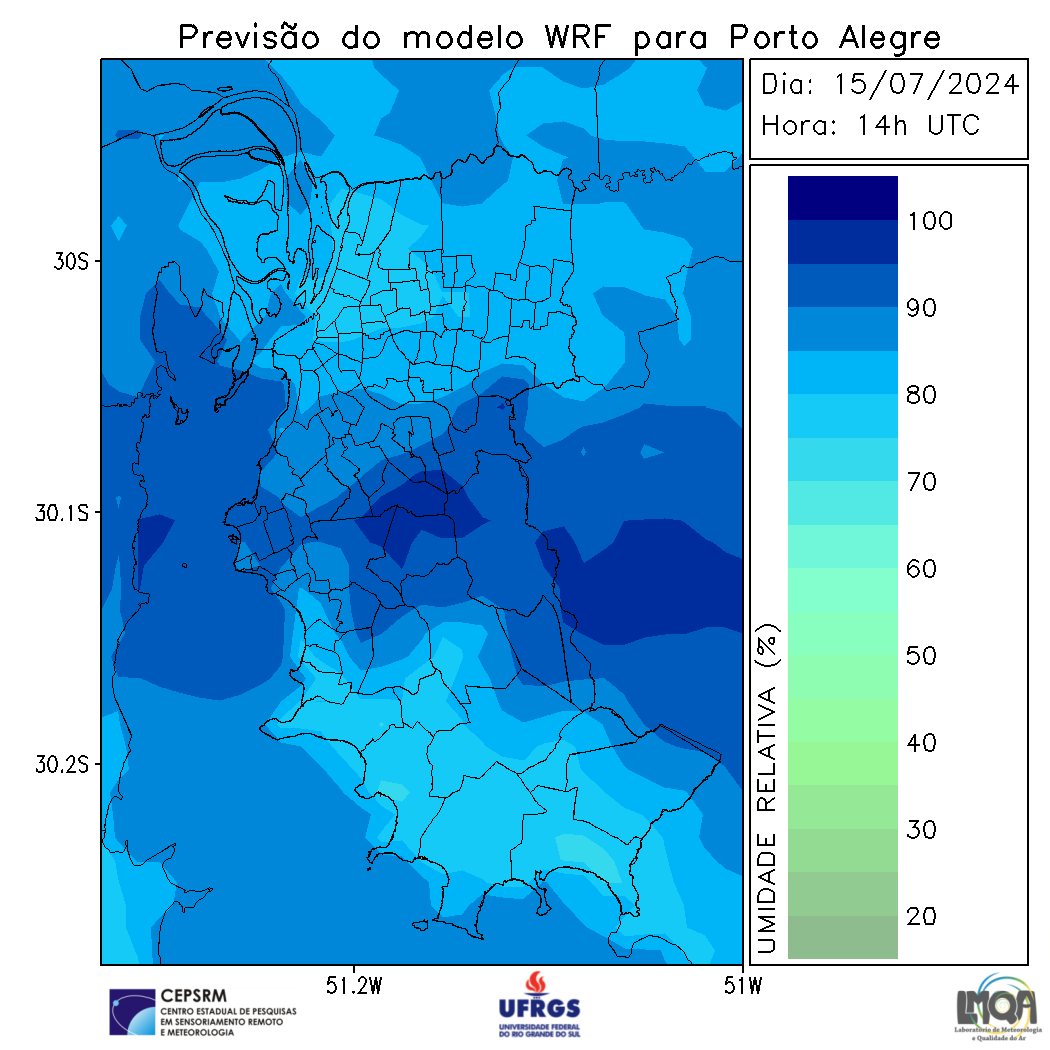 Previsão do modelo WRF para Porto Alegre
Dia: 15/07/2024
Hora: 14h UTC
30S
30.1S
30.2S
51.2W
51W
100
90
80
70
60
50
40
30
20
UMIDADE RELATIVA (%)
CEPSRM
CENTRO ESTADUAL DE PESQUISAS
EM SENSORIAMENTO REMOTO
E METEOROLOGIA
UFRGS
UNIVERSIDADE FEDERAL
DO RIO GRANDE DO SUL
LMQA
Laboratório de Meteorologia
e Qualidade do Ar